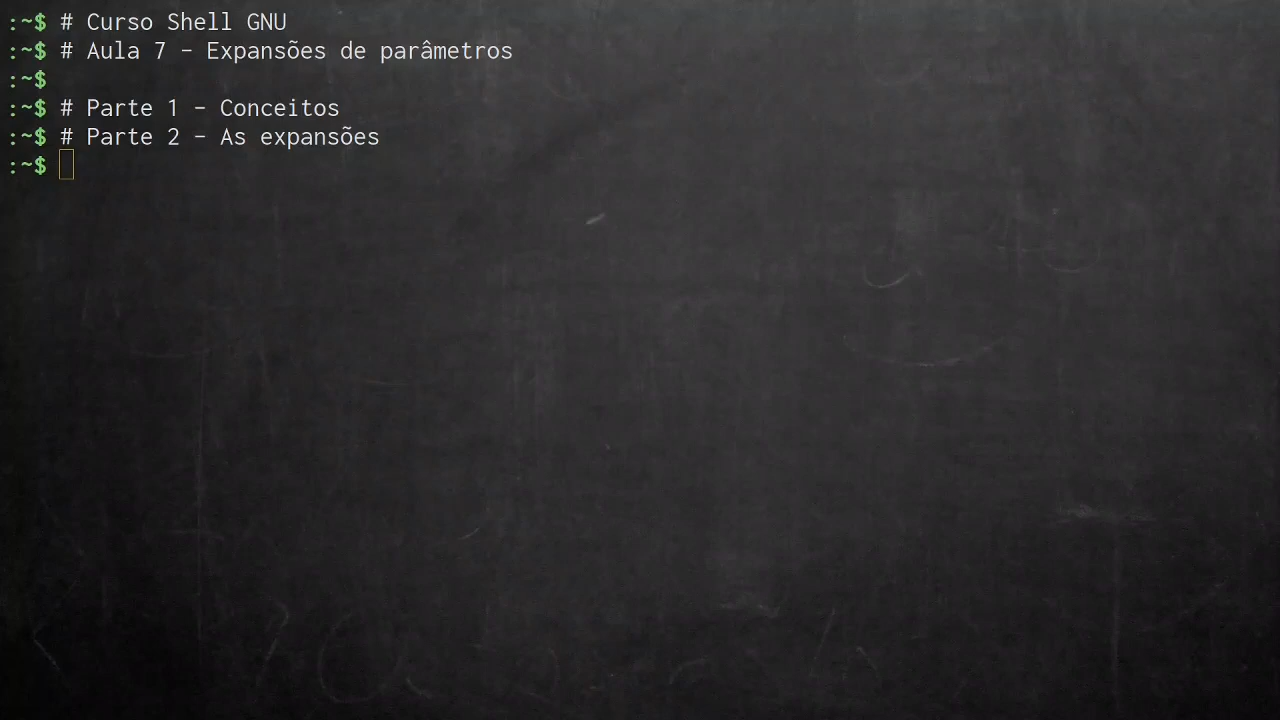 :~$ # Curso Shell GNU
:~$ # Aula 7 - Expansões de parâmetros
:~$
:~$ # Parte 1 - Conceitos
:~$ # Parte 2 - As expansões
:~$